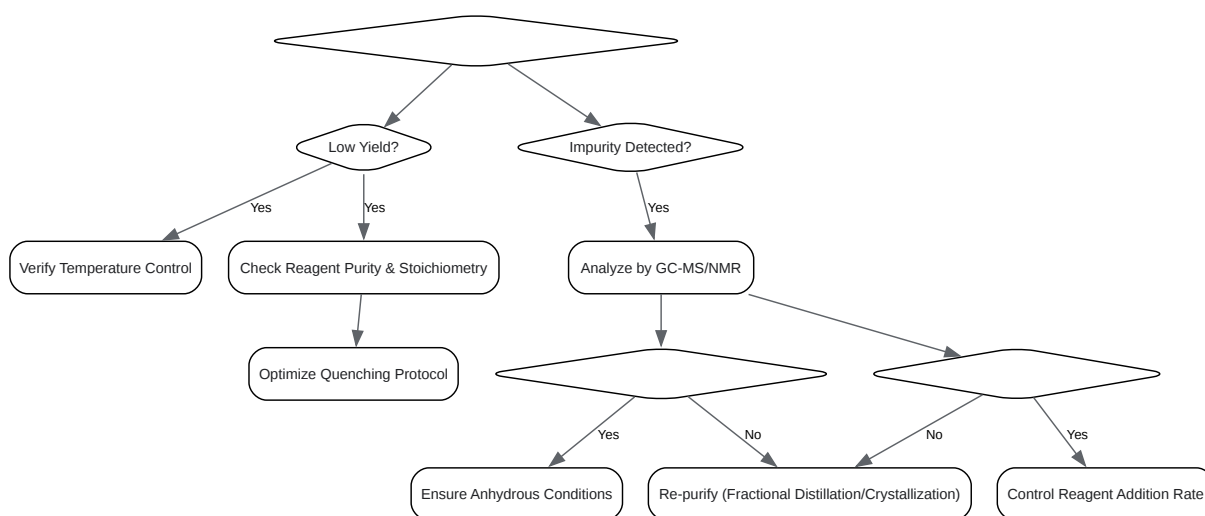 Low Yield?
Impurity Detected?
Yes
Yes
Yes
Verify Temperature Control
Check Reagent Purity & Stoichiometry
Analyze by GC-MS/NMR
Optimize Quenching Protocol
Yes
No
No
Yes
Ensure Anhydrous Conditions
Re-purify (Fractional Distillation/Crystallization)
Control Reagent Addition Rate